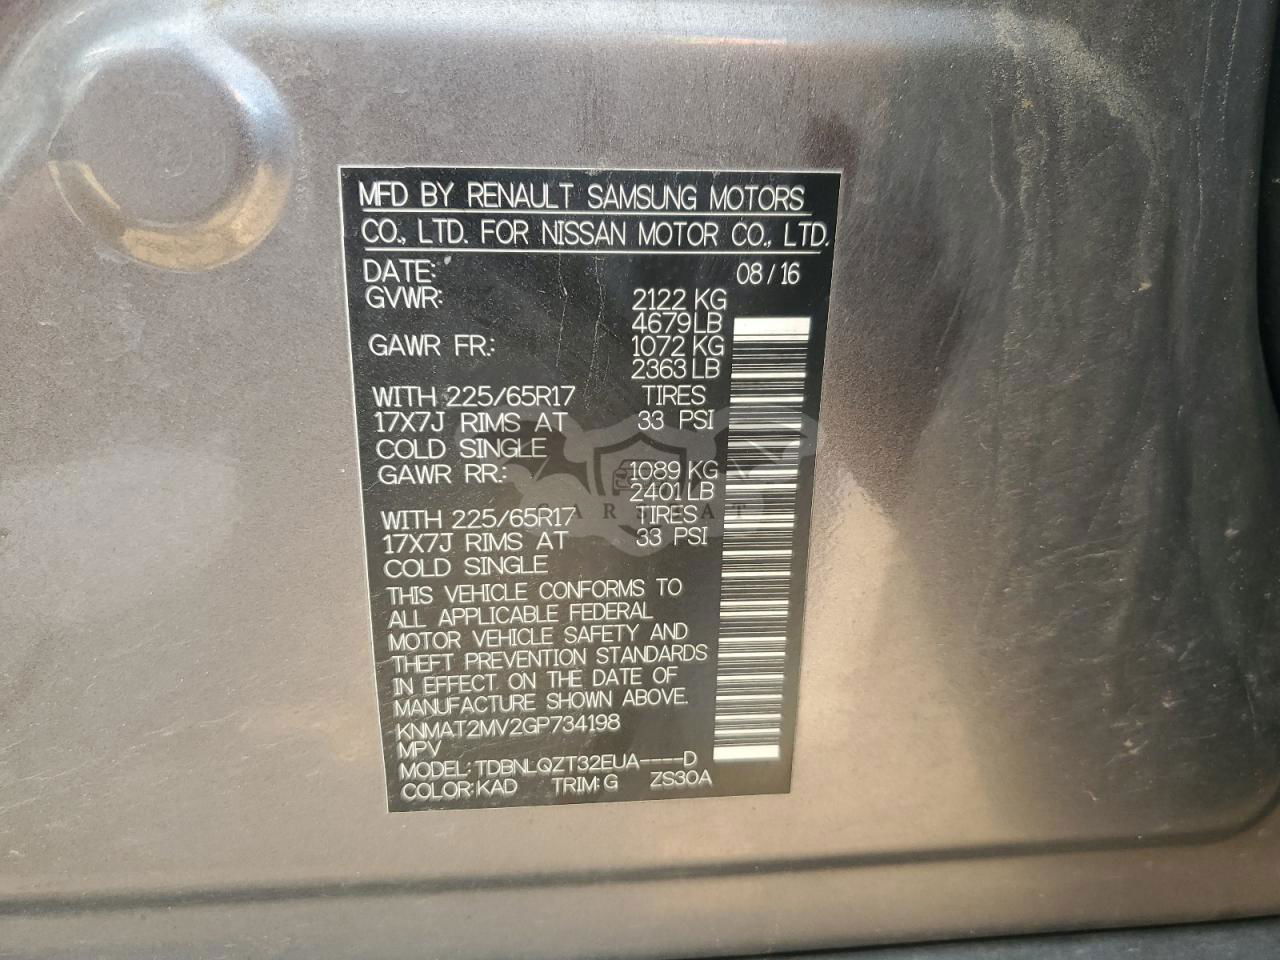 MFD BY RENAULT SAMSUNG MOTORS
CO., LTD. FOR NISSAN MOTOR CO., LTD.
DATE: 08/16
GVWR: 2122 KG
4679 LB
GAWR FR.: 1072 KG
2363 LB
WITH 225/65R17 TIRES
17X7J RIMS AT 33 PSI
COLD SINGLE
GAWR RR.: 1089 KG
2401 LB
WITH 225/65R17 TIRES
17X7J RIMS AT 33 PSI
COLD SINGLE
THIS VEHICLE CONFORMS TO
ALL APPLICABLE FEDERAL
MOTOR VEHICLE SAFETY AND
THEFT PREVENTION STANDARDS
IN EFFECT ON THE DATE OF
MANUFACTURE SHOWN ABOVE.
KNMAT2MV2GP734198
MPV
MODEL: TDBNLQZT32EUA----D
COLOR: KAD TRIM: G ZS30A